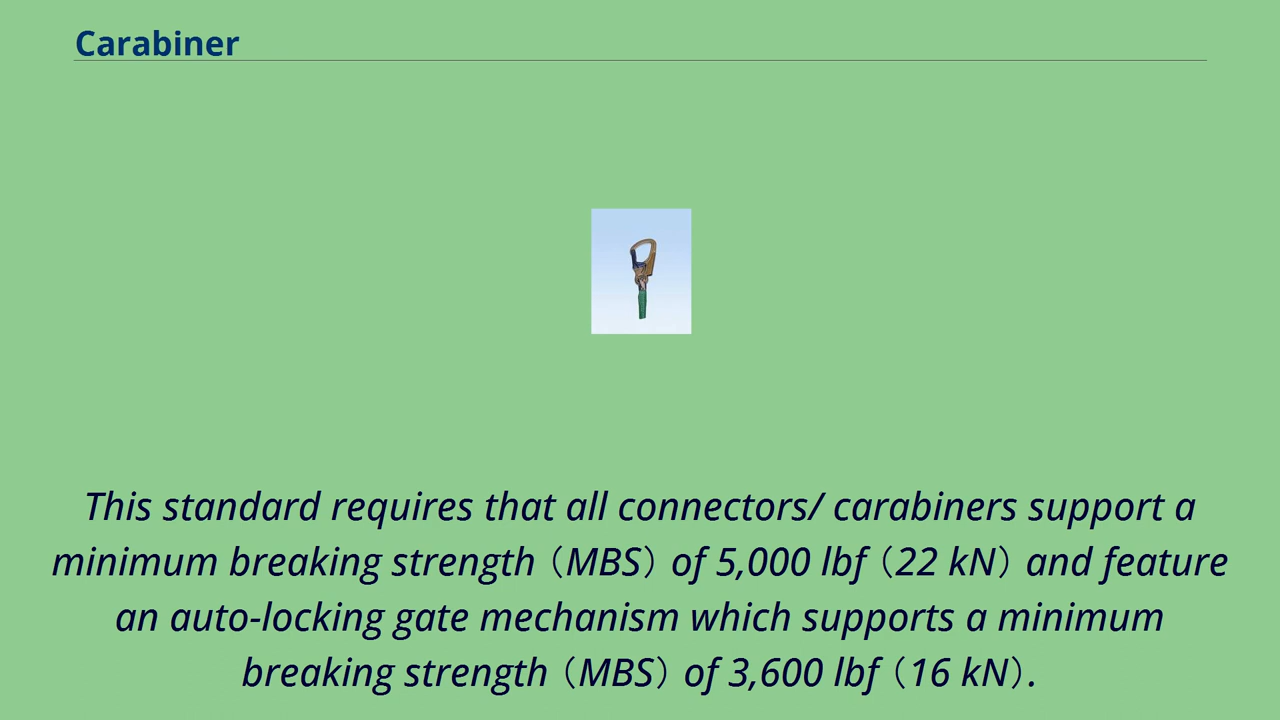 Carabiner
This standard requires that all connectors/ carabiners support a
minimum breaking strength (MBS) of 5,000 lbf (22 kN) and feature
an auto-locking gate mechanism which supports a minimum
breaking strength (MBS) of 3,600 lbf (16 kN).